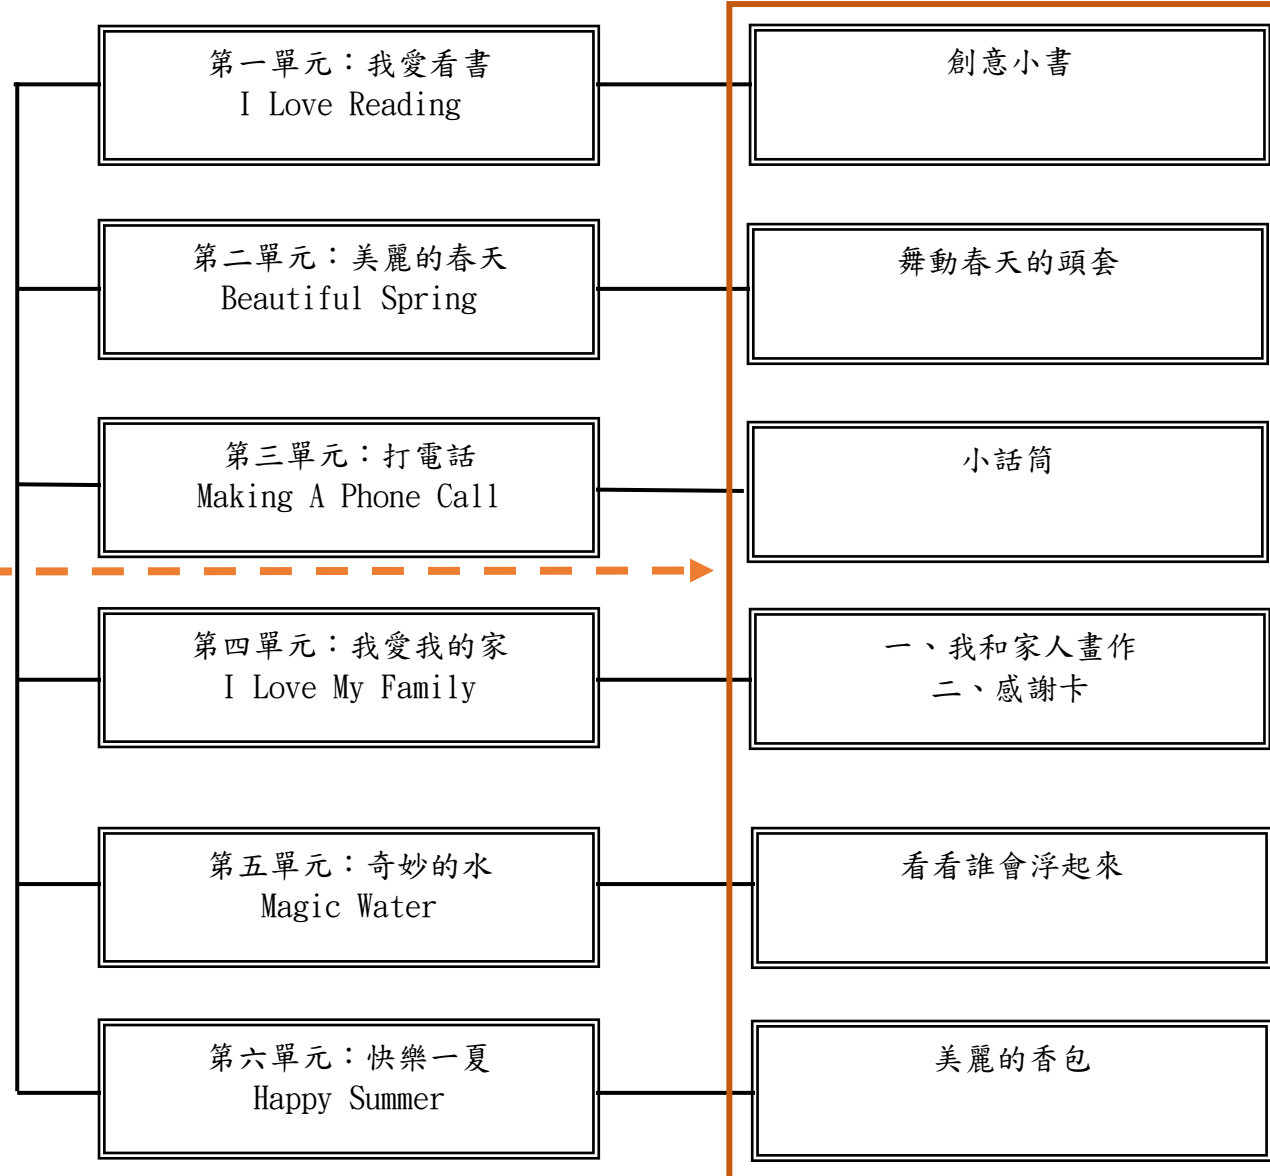 第一單元：我愛看書
I Love Reading
創意小書
第二單元：美麗的春天
Beautiful Spring
舞動春天的頭套
第三單元：打電話
Making A Phone Call
小話筒
第四單元：我愛我的家
I Love My Family
一、我和家人畫作
二、感謝卡
第五單元：奇妙的水
Magic Water
看看誰會浮起來
第六單元：快樂一夏
Happy Summer
美麗的香包